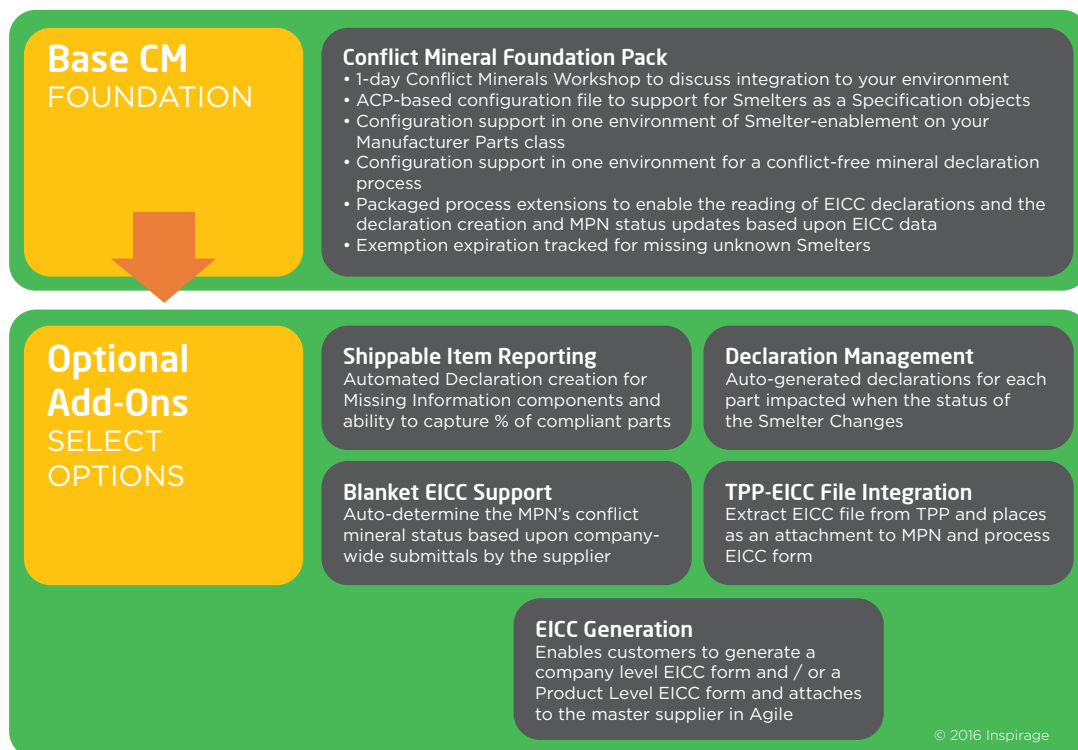 Base CM
FOUNDATION
Conflict Mineral Foundation Pack
• 1-day Conflict Minerals Workshop to discuss integration to your environment
• ACP-based configuration file to support for Smelters as a Specification objects
• Configuration support in one environment of Smelter-enablement on your
Manufacturer Parts class
• Configuration support in one environment for a conflict-free mineral declaration
process
• Packaged process extensions to enable the reading of EICC declarations and the
declaration creation and MPN status updates based upon EICC data
• Exemption expiration tracked for missing unknown Smelters
Optional
Add-Ons
SELECT
OPTIONS
Shippable Item Reporting
Automated Declaration creation for
Missing Information components and
ability to capture % of compliant parts
Declaration Management
Auto-generated declarations for each
part impacted when the status of
the Smelter Changes
Blanket EICC Support
Auto-determine the MPN's conflict
mineral status based upon company-
wide submittals by the supplier
TPP-EICC File Integration
Extract EICC file from TPP and places
as an attachment to MPN and process
EICC form
EICC Generation
Enables customers to generate a
company level EICC form and / or a
Product Level EICC form and attaches
to the master supplier in Agile
© 2016 Inspirage